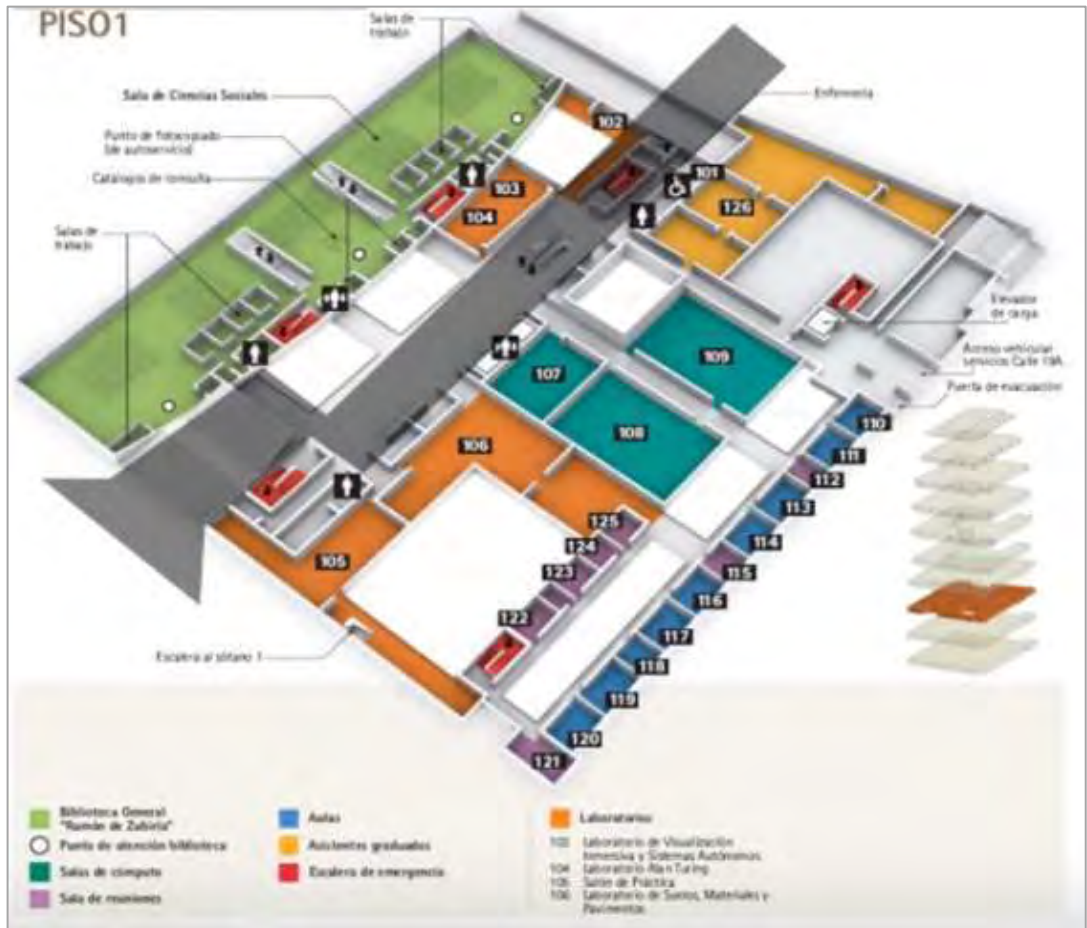 PISO1
Salas de
trabajo
Sala de Ciencias Sociales
Enfermería
Punto de fotocopiado
(de autoservicio)
Catálogos de consulta
Salas de
trabajo
102
101
103
104
126
Elevador
de carga
Acceso vehicular
servicios Calle 19A
Puerta de evacuación
109
107
108
106
110
111
112
113
114
115
116
117
118
119
120
121
125
124
123
122
105
Escalera al sótano 1
Biblioteca General
"Ramón de Zubiría"
Punto de atención biblioteca
Salas de cómputo
Sala de reuniones
Aulas
Asistentes graduados
Escalera de emergencia
Laboratorios
103 Laboratorio de Visualización
Inmersiva y Sistemas Autónomos
104 Laboratorio Alan Turing
105 Salón de Práctica
106 Laboratorio de Suelos, Materiales y
Pavimentos